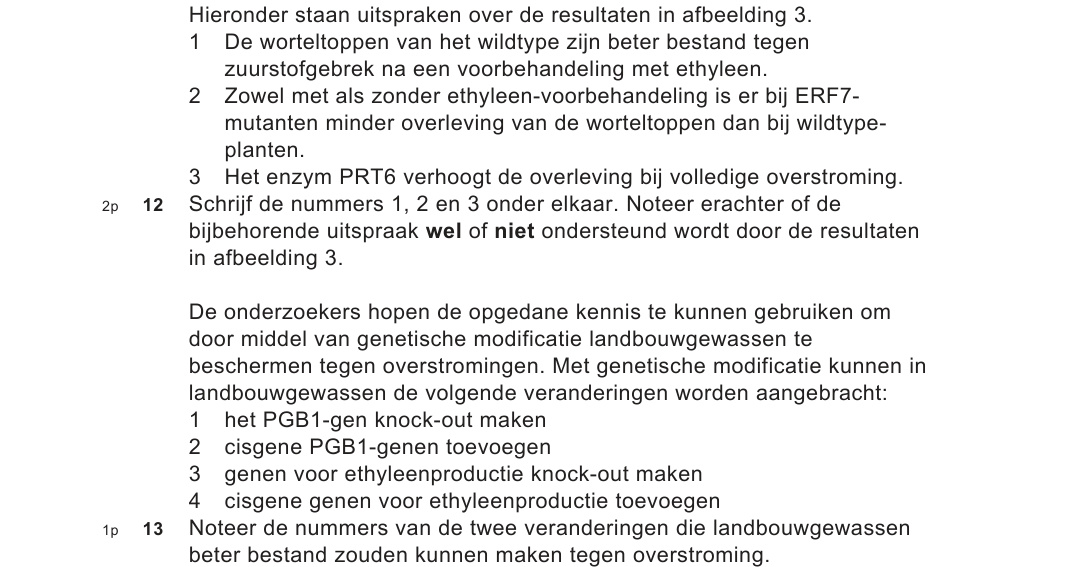 Hieronder staan uitspraken over de resultaten in afbeelding 3.
1 De worteltoppen van het wildtype zijn beter bestand tegen
zuurstofgebrek na een voorbehandeling met ethyleen.
2 Zowel met als zonder ethyleen-voorbehandeling is er bij ERF7-
mutanten minder overleving van de worteltoppen dan bij wildtype-
planten.
3 Het enzym PRT6 verhoogt de overleving bij volledige overstroming.
2p 12 Schrijf de nummers 1, 2 en 3 onder elkaar. Noteer erachter of de
bijbehorende uitspraak wel of niet ondersteund wordt door de resultaten
in afbeelding 3.
De onderzoekers hopen de opgedane kennis te kunnen gebruiken om
door middel van genetische modificatie landbouwgewassen te
beschermen tegen overstromingen. Met genetische modificatie kunnen in
landbouwgewassen de volgende veranderingen worden aangebracht:
1 het PGB1-gen knock-out maken
2 cisgene PGB1-genen toevoegen
3 genen voor ethyleenproductie knock-out maken
4 cisgene genen voor ethyleenproductie toevoegen
1p 13 Noteer de nummers van de twee veranderingen die landbouwgewassen
beter bestand zouden kunnen maken tegen overstroming.